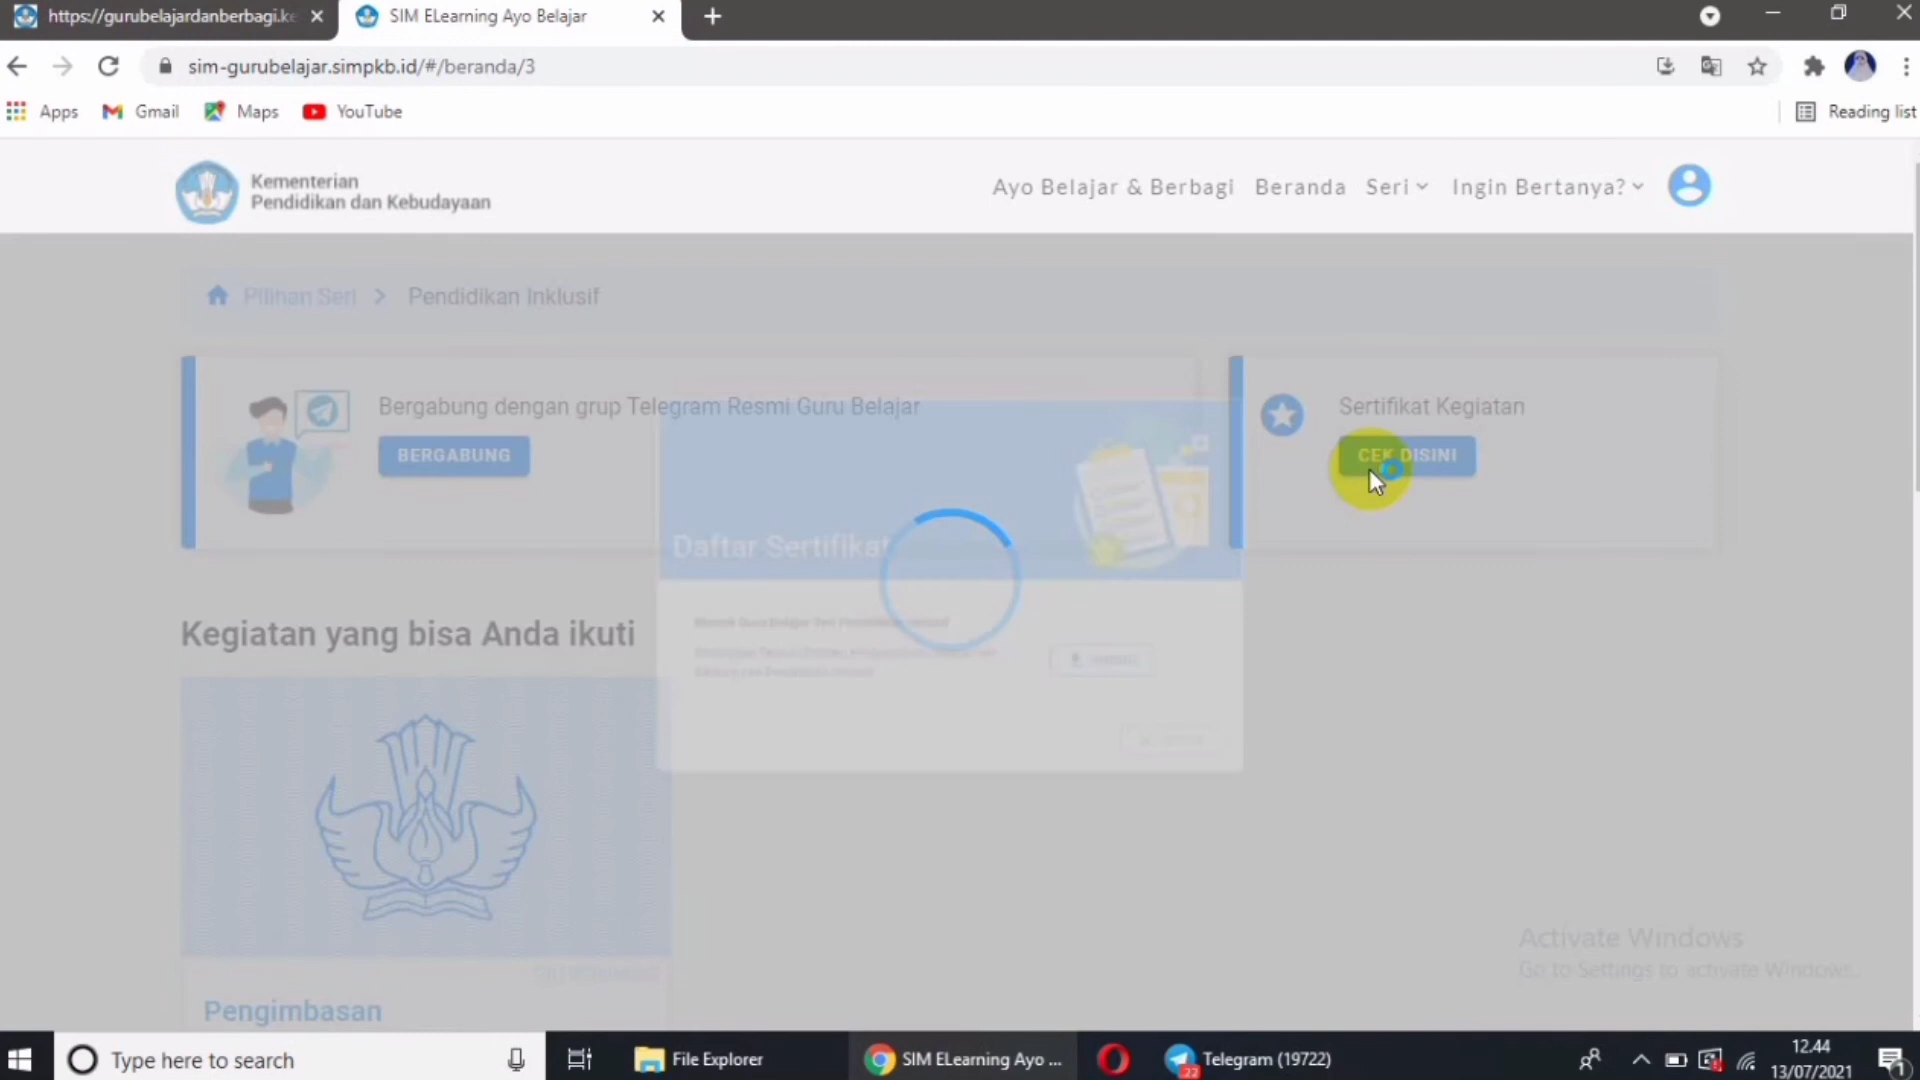 https://gurubelajardanberbagi.ke
SIM ELearning Ayo Belajar
sim-gurubelajar.simpkb.id/#/beranda/3
Apps
Gmail
Maps
YouTube
Reading list
Kementerian
Pendidikan dan Kebudayaan
Ayo Belajar & Berbagi
Beranda
Seri
Ingin Bertanya?
Pilihan Seri > Pendidikan Inklusif
Bergabung dengan grup Telegram Resmi Guru Belajar
BERGABUNG
Sertifikat Kegiatan
CEK DISINI
Daftar Sertifikat
Kegiatan yang bisa Anda ikuti
Pengimbasan
Activate Windows
Go to Settings to activate Windows.
Type here to search
File Explorer
SIM ELearning Ayo ...
22
Telegram (19722)
12.44
13/07/2021
1